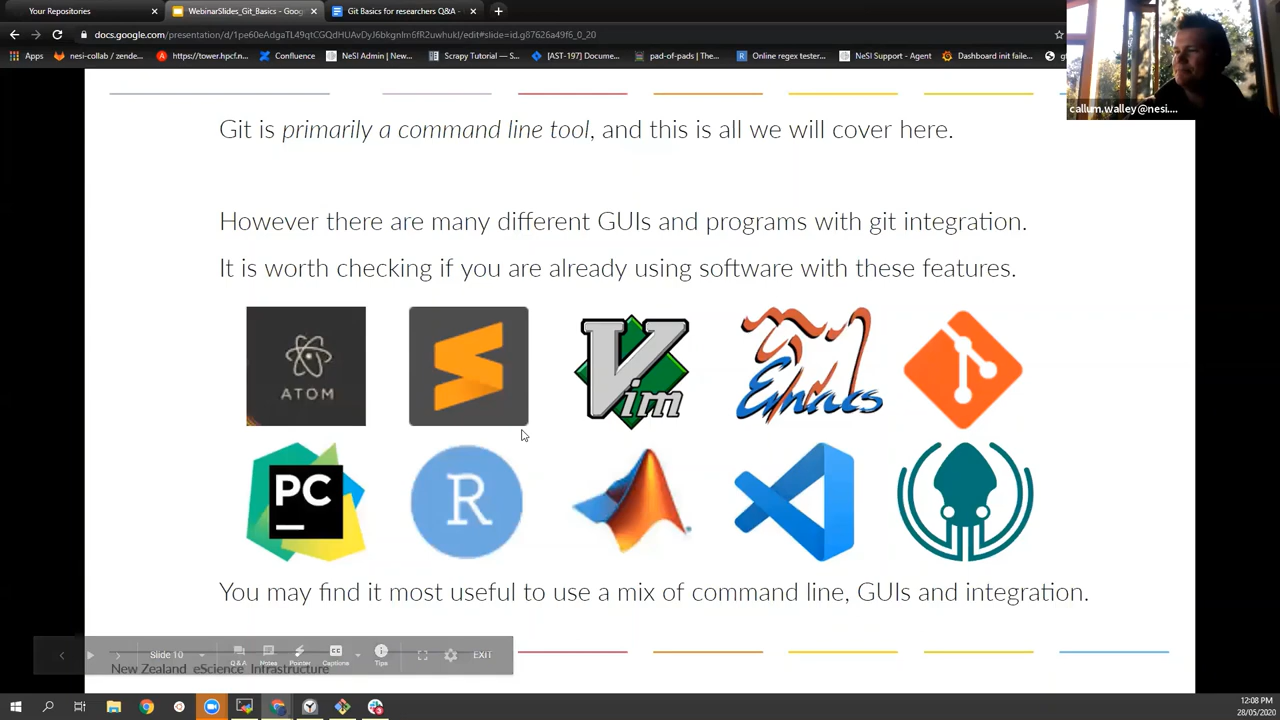 Your Repositories
WebinarSlides_Git_Basics - Goog
Git Basics for researchers Q&A -
docs.google.com/presentation/d/1pe60eAdgaTL49qtCGQdHUAvDyJ6bkgnlm6fR2uwhukI/edit#slide=id.g87626a49f6_0_20
Apps
nesi-collab / zende...
https://tower.hpcf.n...
Confluence
NeSI Admin | New...
Scrapy Tutorial — S...
[AST-197] Docume...
pad-of-pads | The...
Online regex tester...
NeSI Support - Agent
Dashboard init faile...
callum.walley@nesi....
Git is primarily a command line tool, and this is all we will cover here.
However there are many different GUIs and programs with git integration.
It is worth checking if you are already using software with these features.
ATOM
Vim
Emacs
PC
R
You may find it most useful to use a mix of command line, GUIs and integration.
Slide 10
Q&A
Notes
Pointer
Captions
Tips
EXIT
New Zealand eScience Infrastructure
12:08 PM
28/05/2020